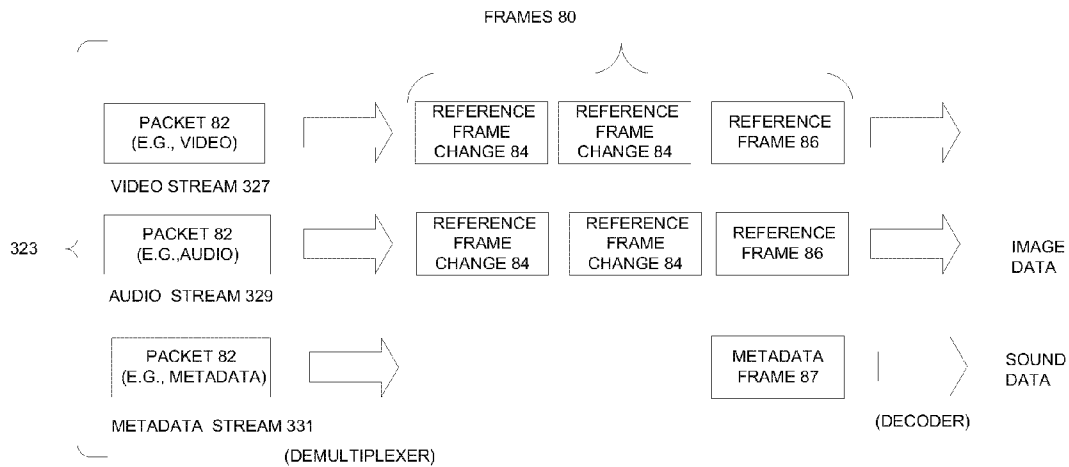 FRAMES 80
PACKET 82
(E.G., VIDEO)
REFERENCE
FRAME
CHANGE 84
REFERENCE
FRAME
CHANGE 84
REFERENCE
FRAME 86
VIDEO STREAM 327
323
PACKET 82
(E.G.,AUDIO)
REFERENCE
FRAME
CHANGE 84
REFERENCE
FRAME
CHANGE 84
REFERENCE
FRAME 86
IMAGE
DATA
AUDIO STREAM 329
PACKET 82
(E.G., METADATA)
METADATA
FRAME 87
SOUND
DATA
METADATA STREAM 331
(DECODER)
(DEMULTIPLEXER)